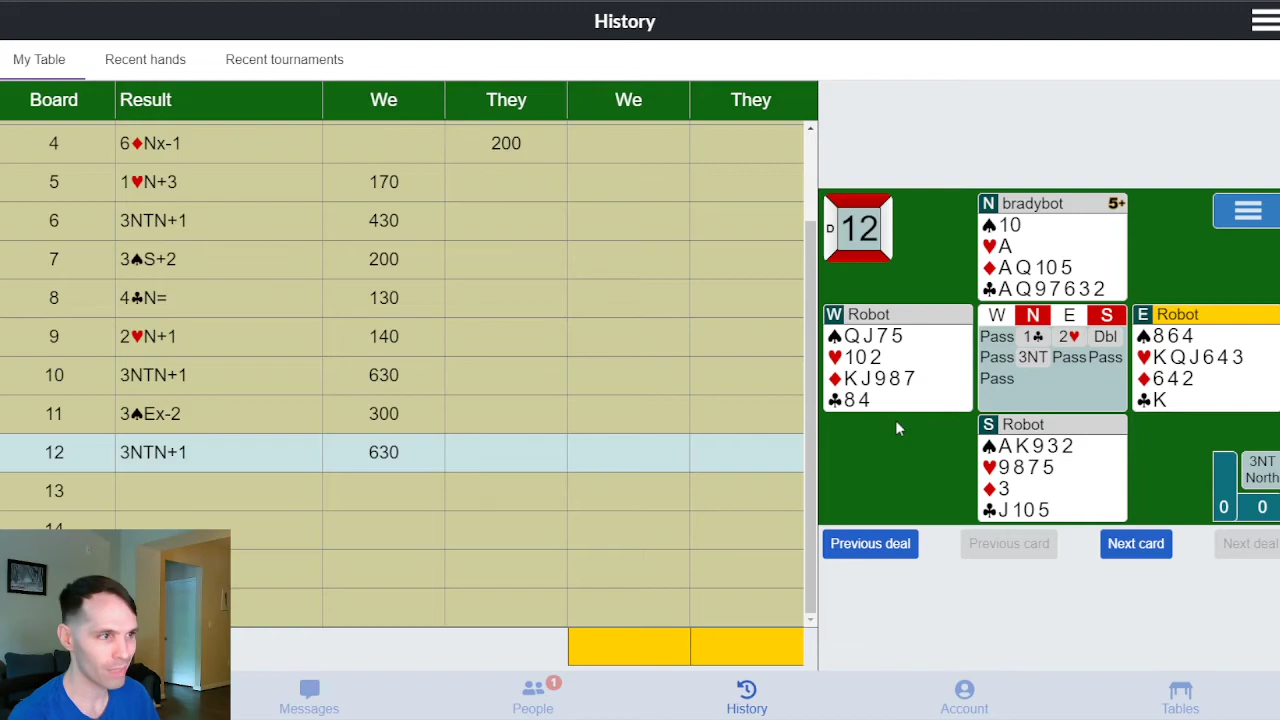 History
My Table Recent hands Recent tournaments
Board Result We They We They
4 6♦Nx-1 200
5 1♥N+3 170
6 3NTN+1 430
7 3♠S+2 200
8 4♣N= 130
9 2♥N+1 140
10 3NTN+1 630
11 3♠Ex-2 300
12 3NTN+1 630
13
14
D 12
N bradybot 5+
♠10
♥A
♦AQ105
♣AQ97632
W Robot
♠QJ75
♥102
♦KJ987
♣84
W N E S
Pass 1♣ 2♥ Dbl
Pass 3NT Pass Pass
Pass
E Robot
♠864
♥KQJ643
♦642
♣K
S Robot
♠AK932
♥9875
♦3
♣J105
3NT
North
0 0
Previous deal Previous card Next card Next deal
Messages People 1 History Account Tables